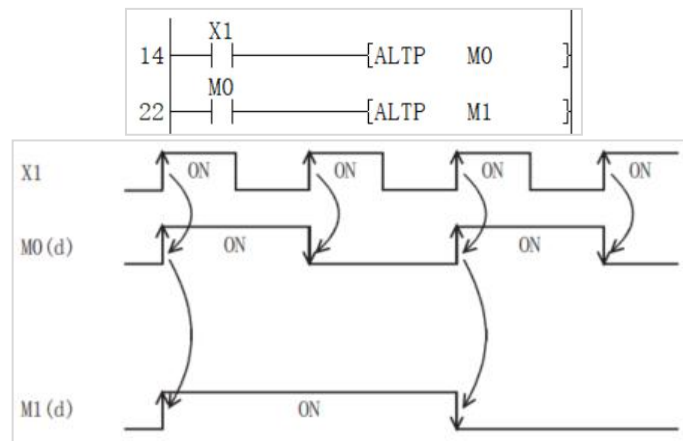 X1
14 [ALTP M0 ]
M0
22 [ALTP M1 ]
X1 ON ON ON ON
M0(d) ON ON
M1(d) ON